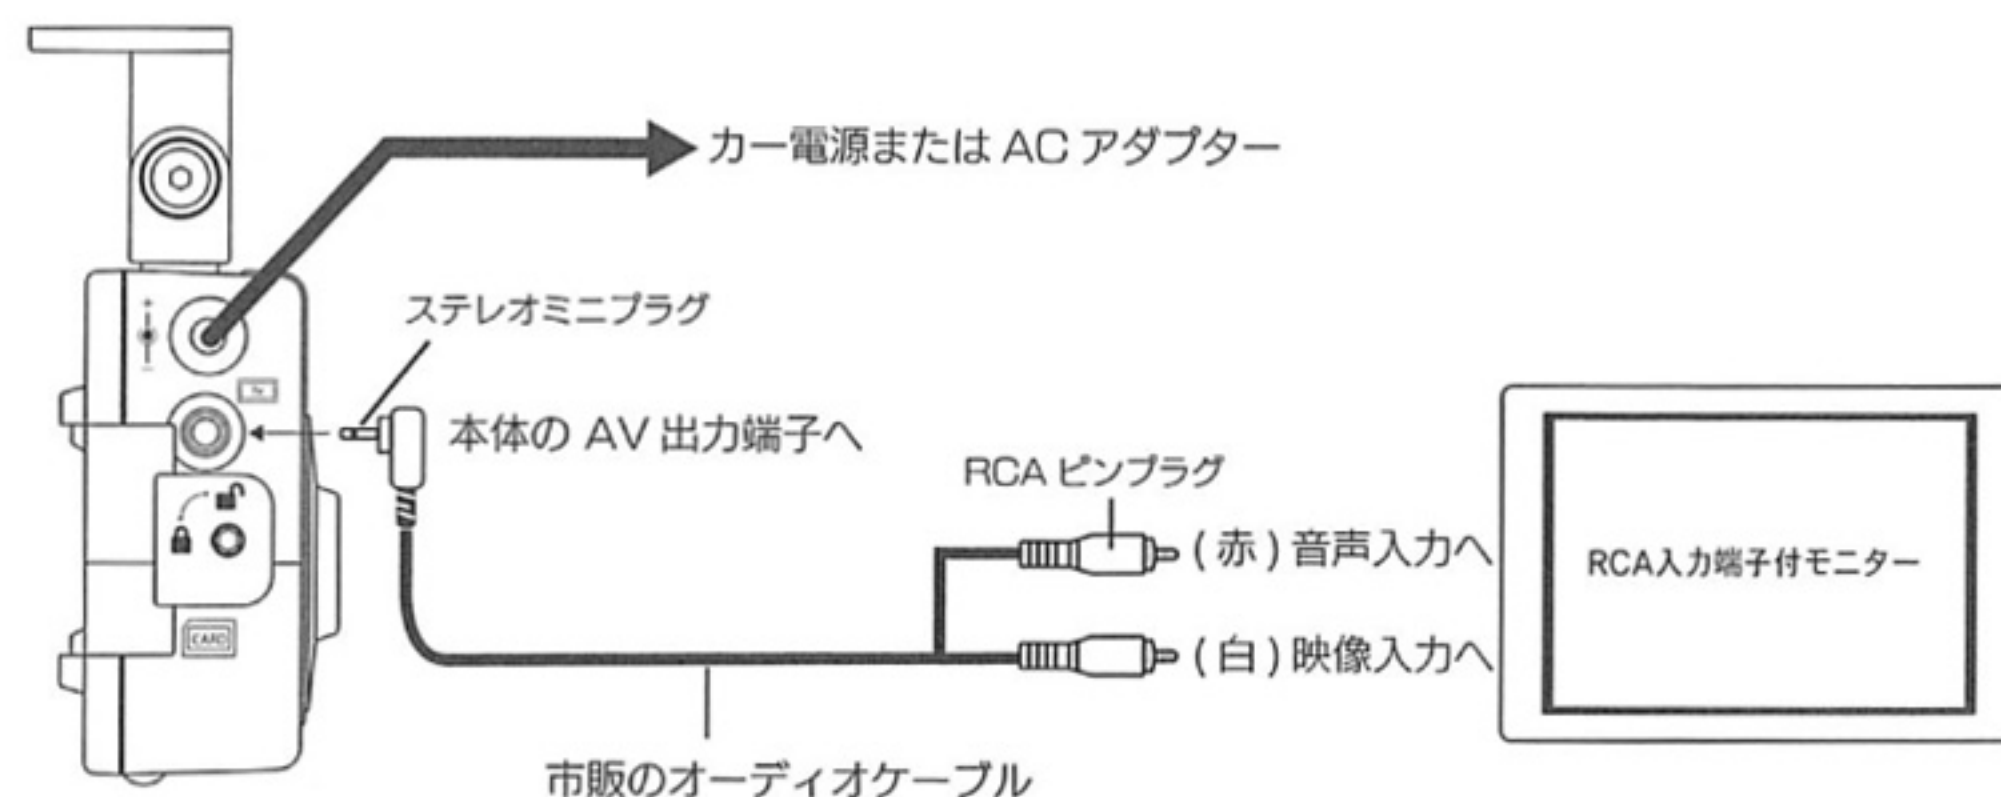 カー電源または AC アダプター
ステレオミニプラグ
本体の AV 出力端子へ
RCA ピンプラグ
(赤) 音声入力へ
(白) 映像入力へ
RCA入力端子付モニター
CARD
市販のオーディオケーブル